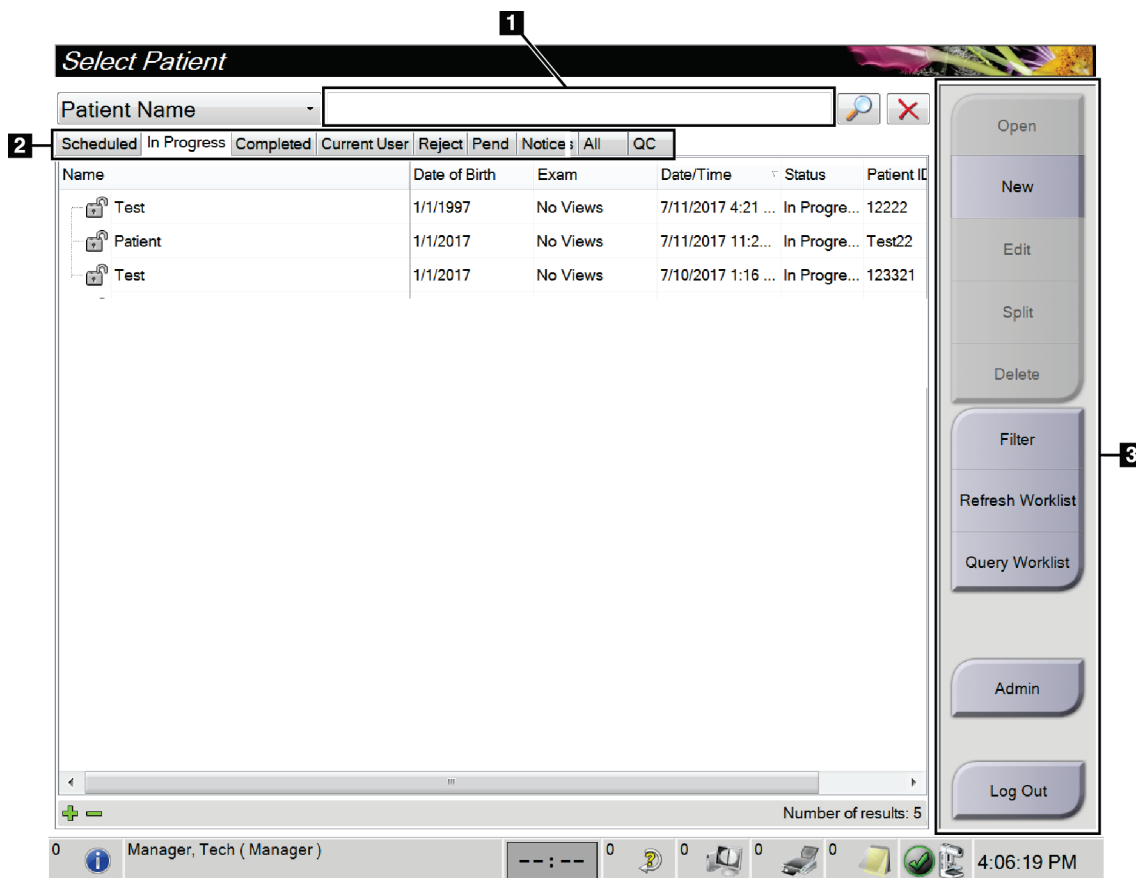 1
Select Patient
Patient Name
2
Scheduled In Progress Completed Current User Reject Pend Notices All QC
Name Date of Birth Exam Date/Time Status Patient ID
Test 1/1/1997 No Views 7/11/2017 4:21 ... In Progre... 12222
Patient 1/1/2017 No Views 7/11/2017 11:2... In Progre... Test22
Test 1/1/2017 No Views 7/10/2017 1:16 ... In Progre... 123321
Open
New
Edit
Split
Delete
Filter
3
Refresh Worklist
Query Worklist
Admin
Log Out
Number of results: 5
0 Manager, Tech ( Manager ) --:-- 0 0 0 0 4:06:19 PM